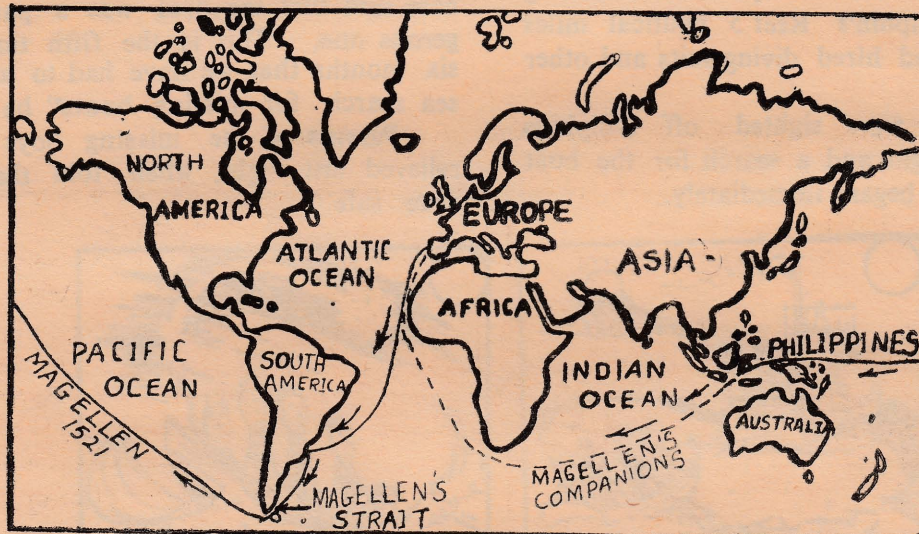 NORTH
AMERICA
ATLANTIC
OCEAN
EUROPE
ASIA
AFRICA
PACIFIC
OCEAN
SOUTH
AMERICA
INDIAN
OCEAN
PHILIPPINES
AUSTRALIA
MAGELLEN
1521
MAGELLEN'S
STRAIT
MAGELLEN'S
COMPANIONS